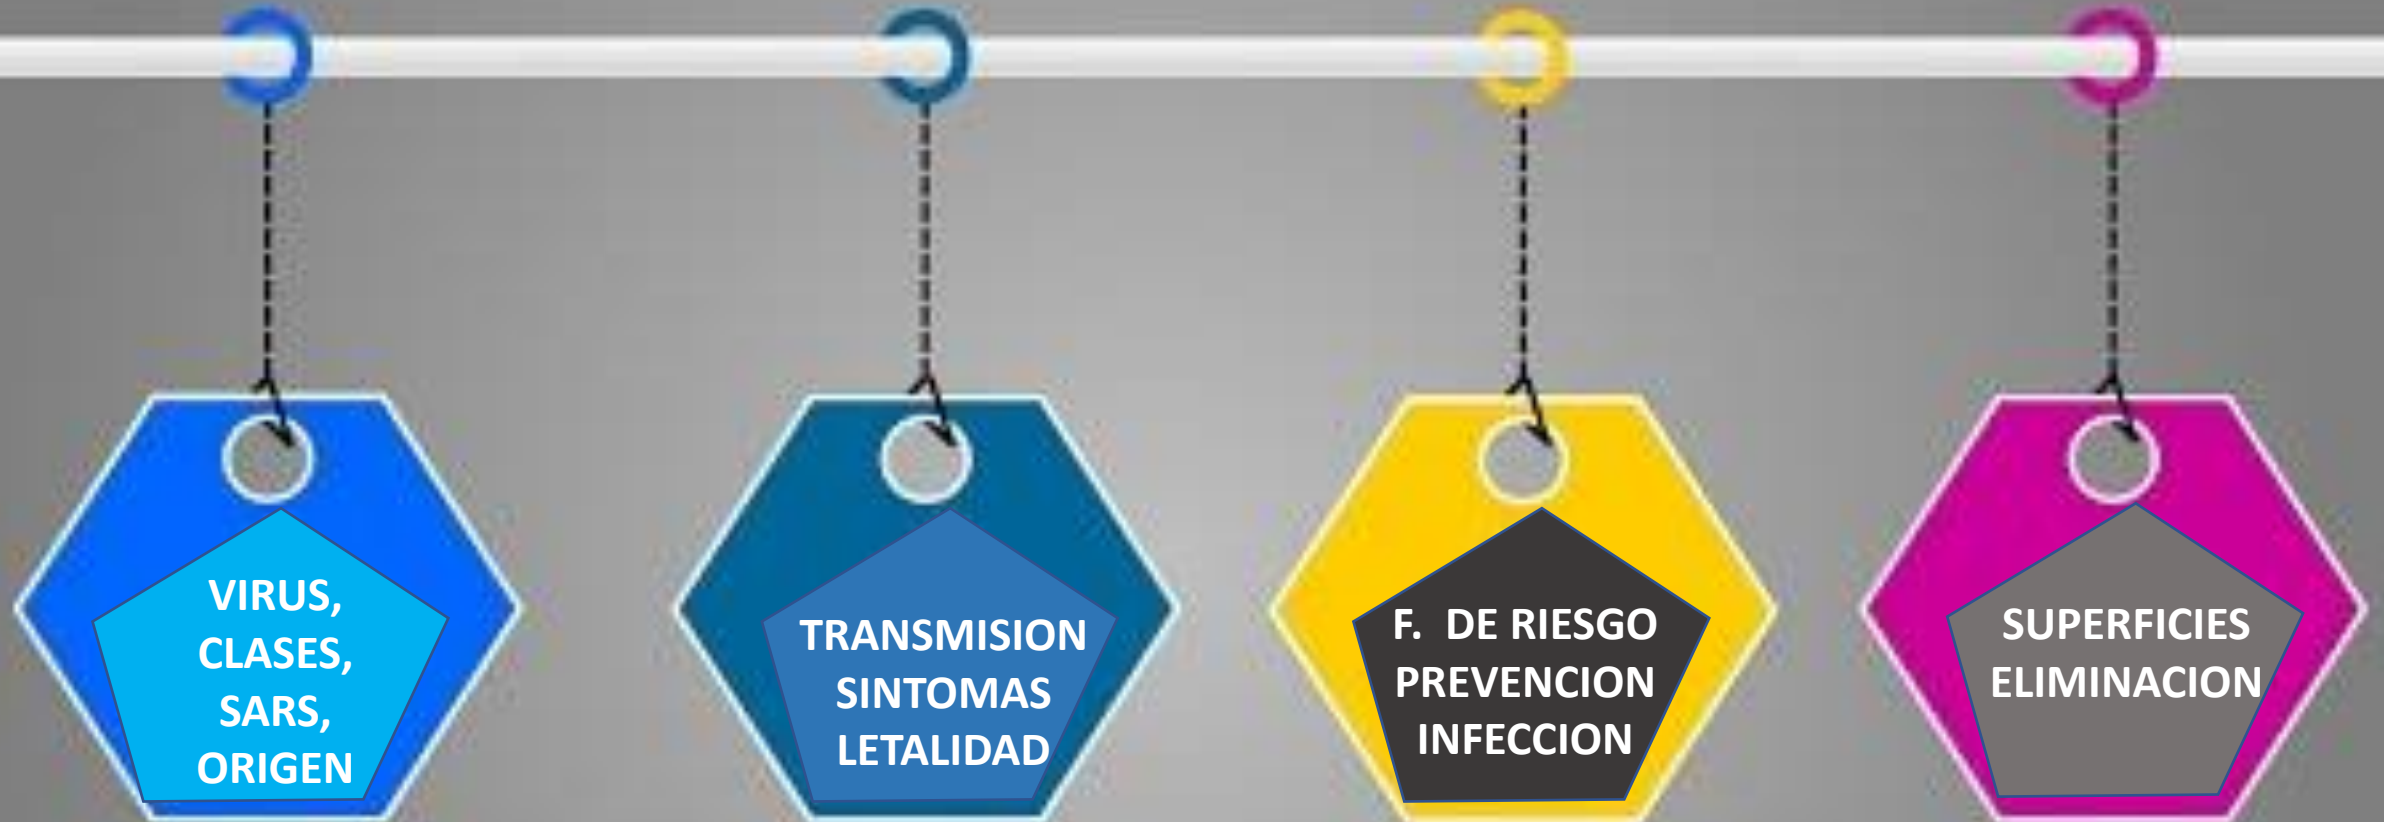 VIRUS,
CLASES,
SARS,
ORIGEN
TRANSMISION
SINTOMAS
LETALIDAD
F. DE RIESGO
PREVENCION
INFECCION
SUPERFICIES
ELIMINACION